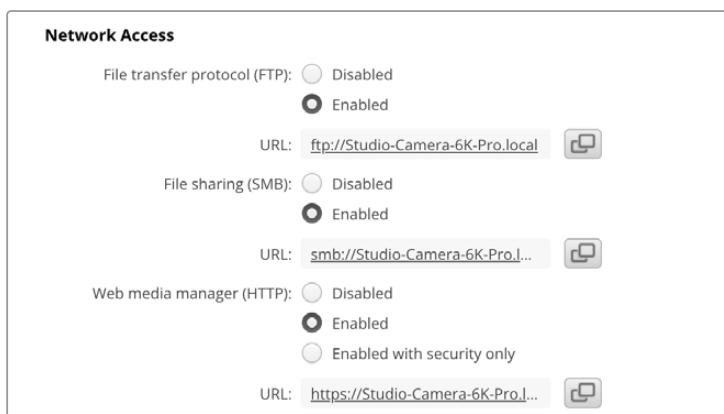 Network Access
File transfer protocol (FTP): Disabled
Enabled
URL: ftp://Studio-Camera-6K-Pro.local
File sharing (SMB): Disabled
Enabled
URL: smb://Studio-Camera-6K-Pro.l...
Web media manager (HTTP): Disabled
Enabled
Enabled with security only
URL: https://Studio-Camera-6K-Pro.l...